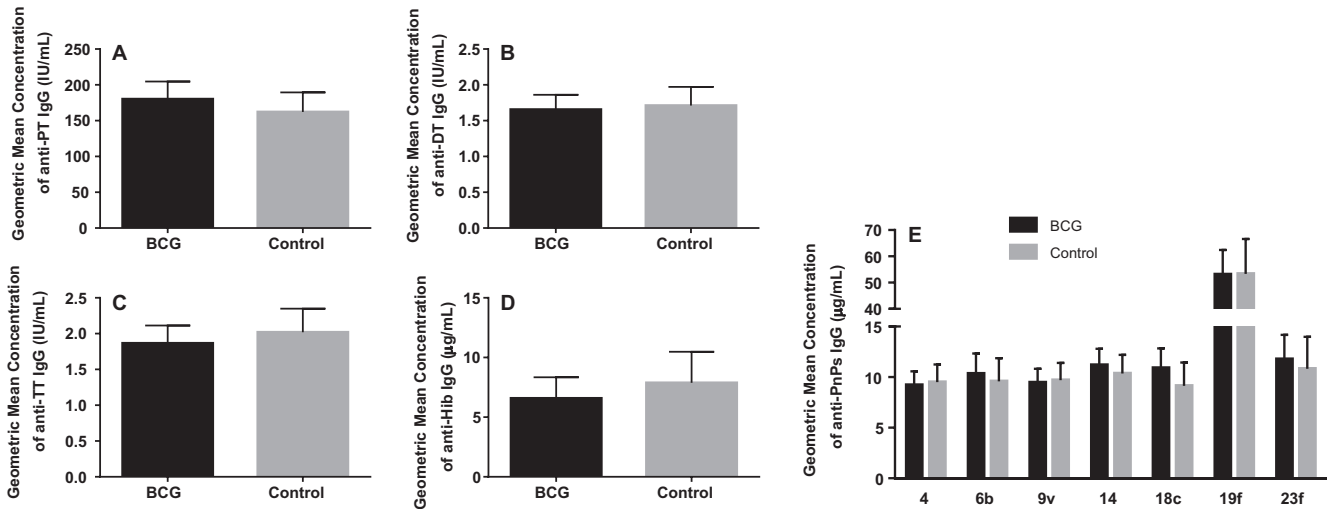 A
Geometric Mean Concentration
of anti-PT IgG (IU/mL)
250
200
150
100
50
0
BCG Control
B
Geometric Mean Concentration
of anti-DT IgG (IU/mL)
2.5
2.0
1.5
1.0
0.5
0.0
BCG Control
C
Geometric Mean Concentration
of anti-TT IgG (IU/mL)
2.5
2.0
1.5
1.0
0.5
0.0
BCG Control
D
Geometric Mean Concentration
of anti-Hib IgG (µg/mL)
15
10
5
0
BCG Control
E
BCG
Control
Geometric Mean Concentration
of anti-PnPs IgG (µg/mL)
70
60
50
40
15
10
5
0
4 6b 9v 14 18c 19f 23f